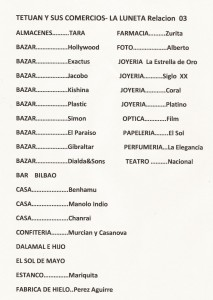 TETUAN Y SUS COMERCIOS- LA LUNETA Relacion 03
ALMACENES.........TARA
BAZAR..................Hollywood
BAZAR..................Exactus
BAZAR..................Jacobo
BAZAR..................Kishina
BAZAR..................Plastic
BAZAR..................Simon
BAZAR..................El Paraiso
BAZAR..................Gibraltar
BAZAR..................Dialda&Sons
BAR BILBAO
CASA....................Benhamu
CASA....................Manolo Indio
CASA....................Chanrai
CONFITERIA.........Murcian y Casanova
DALAMAL E HIJO
EL SOL DE MAYO
ESTANCO.............Mariquita
FABRICA DE HIELO..Perez Aguirre
FARMACIA........Zurita
FOTO................Alberto
JOYERIA La Estrella de Oro
JOYERIA.........Siglo XX
JOYERIA..........Coral
JOYERIA..........Platino
OPTICA............Film
PAPELERIA.......El Sol
PERFUMERIA...La Elegancia
TEATRO ..........Nacional